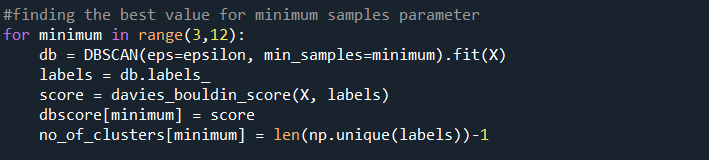 #finding the best value for minimum samples parameter
for minimum in range(3,12):
    db = DBSCAN(eps=epsilon, min_samples=minimum).fit(X)
    labels = db.labels_
    score = davies_bouldin_score(X, labels)
    dbscore[minimum] = score
    no_of_clusters[minimum] = len(np.unique(labels))-1